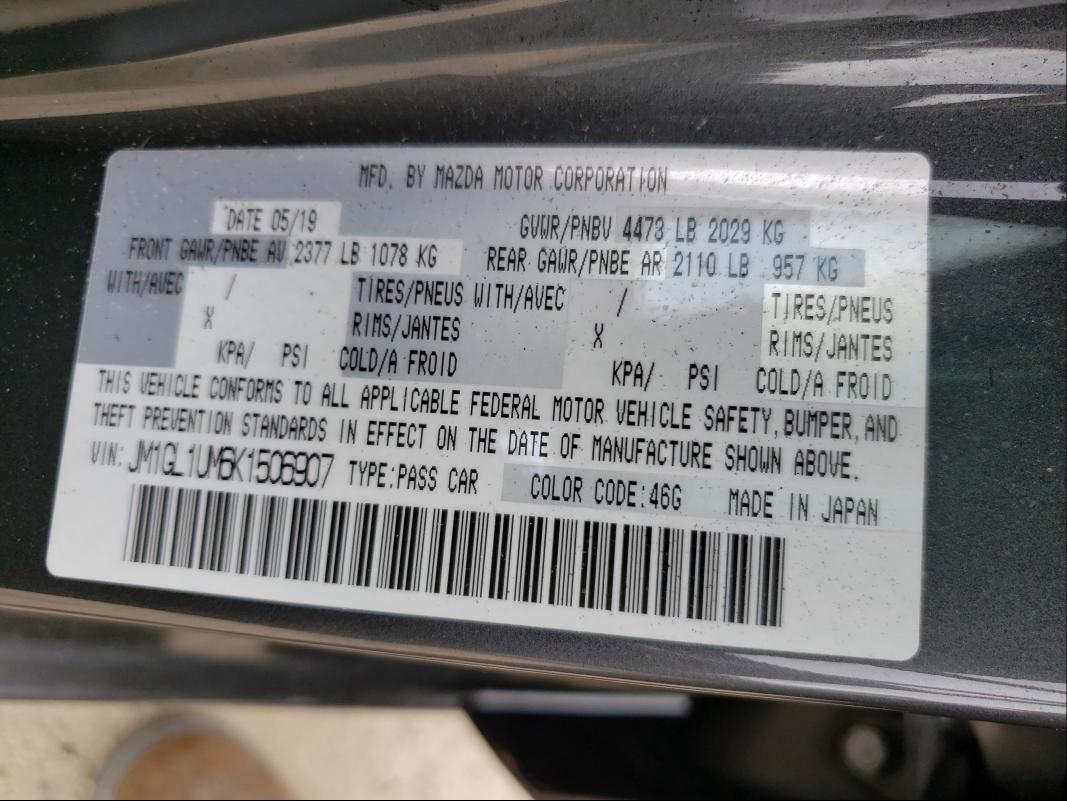 MFD. BY MAZDA MOTOR CORPORATION
DATE 05/19 GVWR/PNBV 4473 LB 2029 KG
FRONT GAWR/PNBE AV 2377 LB 1078 KG REAR GAWR/PNBE AR 2110 LB 957 KG
WITH/AVEC / TIRES/PNEUS WITH/AVEC / TIRES/PNEUS
X RIMS/JANTES X RIMS/JANTES
KPA/ PSI COLD/A FROID KPA/ PSI COLD/A FROID
THIS VEHICLE CONFORMS TO ALL APPLICABLE FEDERAL MOTOR VEHICLE SAFETY, BUMPER, AND
THEFT PREVENTION STANDARDS IN EFFECT ON THE DATE OF MANUFACTURE SHOWN ABOVE.
VIN: JM1GL1UM6K1506907 TYPE:PASS CAR COLOR CODE:46G MADE IN JAPAN